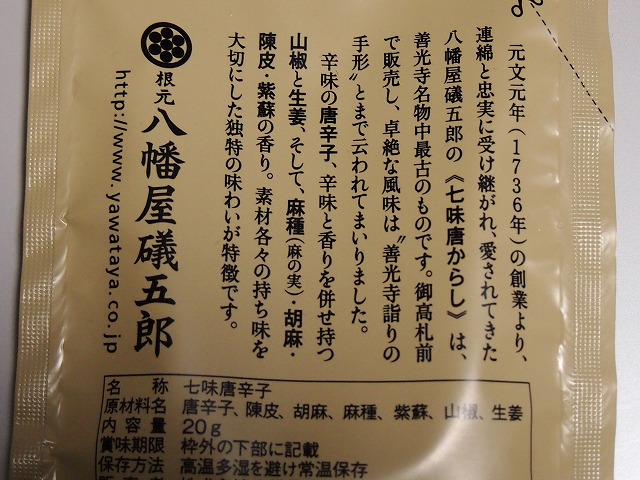 元文元年(1736年)の創業より、
連綿と忠実に受け継がれ、愛されてきた
八幡屋礒五郎の《七味唐からし》は、
善光寺名物中最古のものです。御高札前
で販売し、卓絶な風味は〝善光寺詣りの
手形〟とまで云われてまいりました。
辛味の唐辛子、辛味と香りを併せ持つ
山椒と生姜、そして、麻種(麻の実)・胡麻・
陳皮・紫蘇の香り。素材各々の持ち味を
大切にした独特の味わいが特徴です。
根元
八幡屋礒五郎
http://www.yawataya.co.jp
名称 七味唐辛子
原材料名 唐辛子、陳皮、胡麻、麻種、紫蘇、山椒、生姜
内容量 20g
賞味期限 枠外の下部に記載
保存方法 高温多湿を避け常温保存